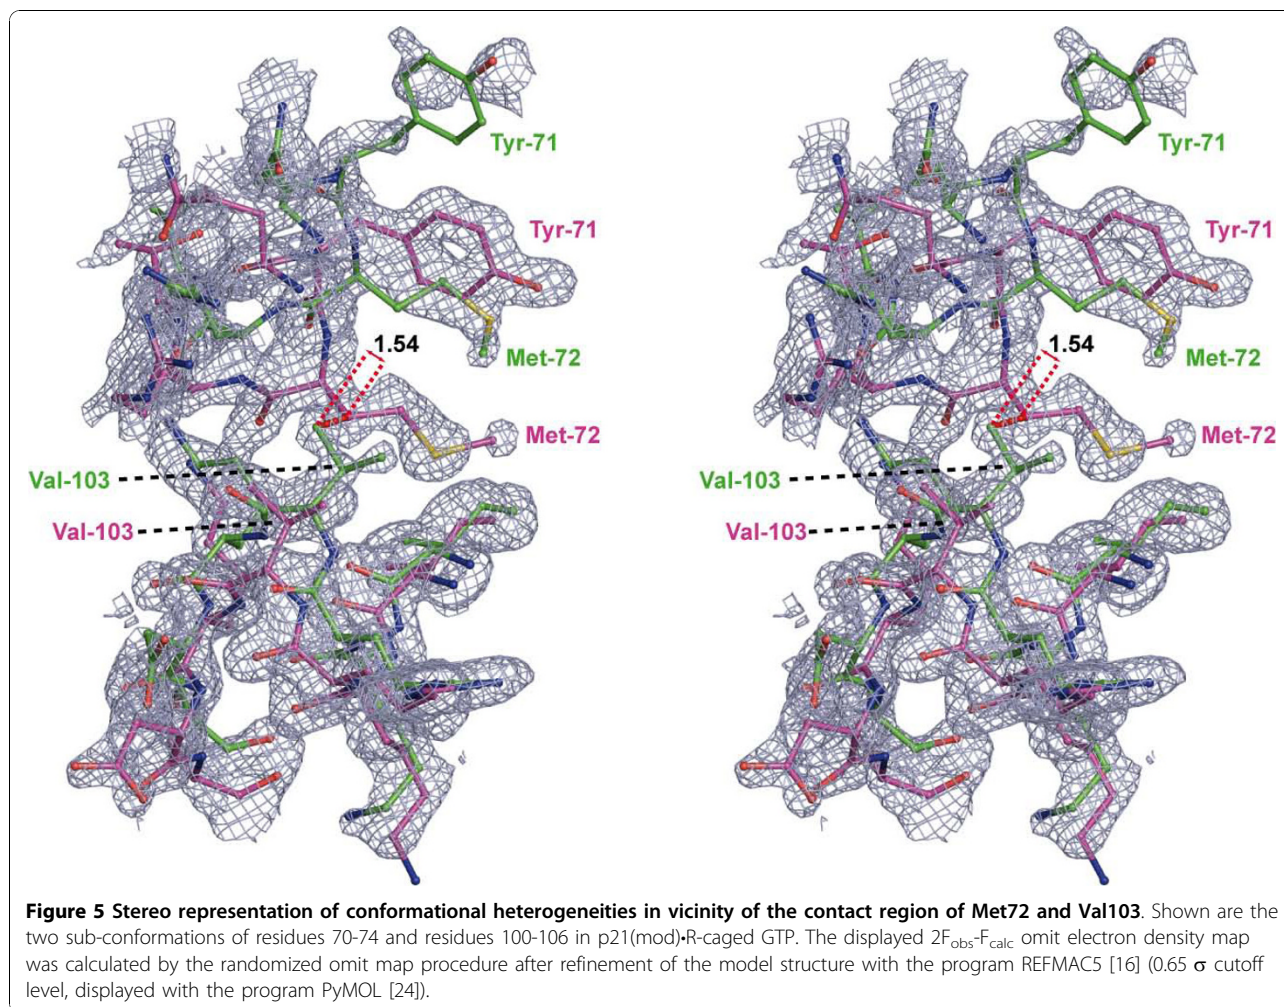 Tyr-71
Tyr-71
Tyr-71
Tyr-71
1.54
1.54
Met-72
Met-72
Met-72
Met-72
Val-103
Val-103
Val-103
Val-103
Figure 5 Stereo representation of conformational heterogeneities in vicinity of the contact region of Met72 and Val103. Shown are the
two sub-conformations of residues 70-74 and residues 100-106 in p21(mod)•R-caged GTP. The displayed 2Fobs-Fcalc omit electron density map
was calculated by the randomized omit map procedure after refinement of the model structure with the program REFMAC5 [16] (0.65 σ cutoff
level, displayed with the program PyMOL [24]).